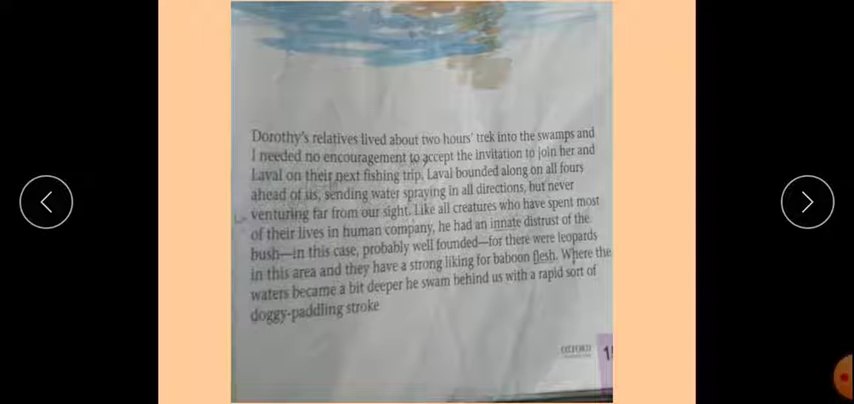 Dorothy's relatives lived about two hours' trek into the swamps and
I needed no encouragement to accept the invitation to join her and
Laval on their next fishing trip. Laval bounded along on all fours
ahead of us, sending water spraying in all directions, but never
venturing far from our sight. Like all creatures who have spent most
of their lives in human company, he had an innate distrust of the
bush—in this case, probably well founded—for there were leopards
in this area and they have a strong liking for baboon flesh. Where the
waters became a bit deeper he swam behind us with a rapid sort of
doggy-paddling stroke
OXFORD